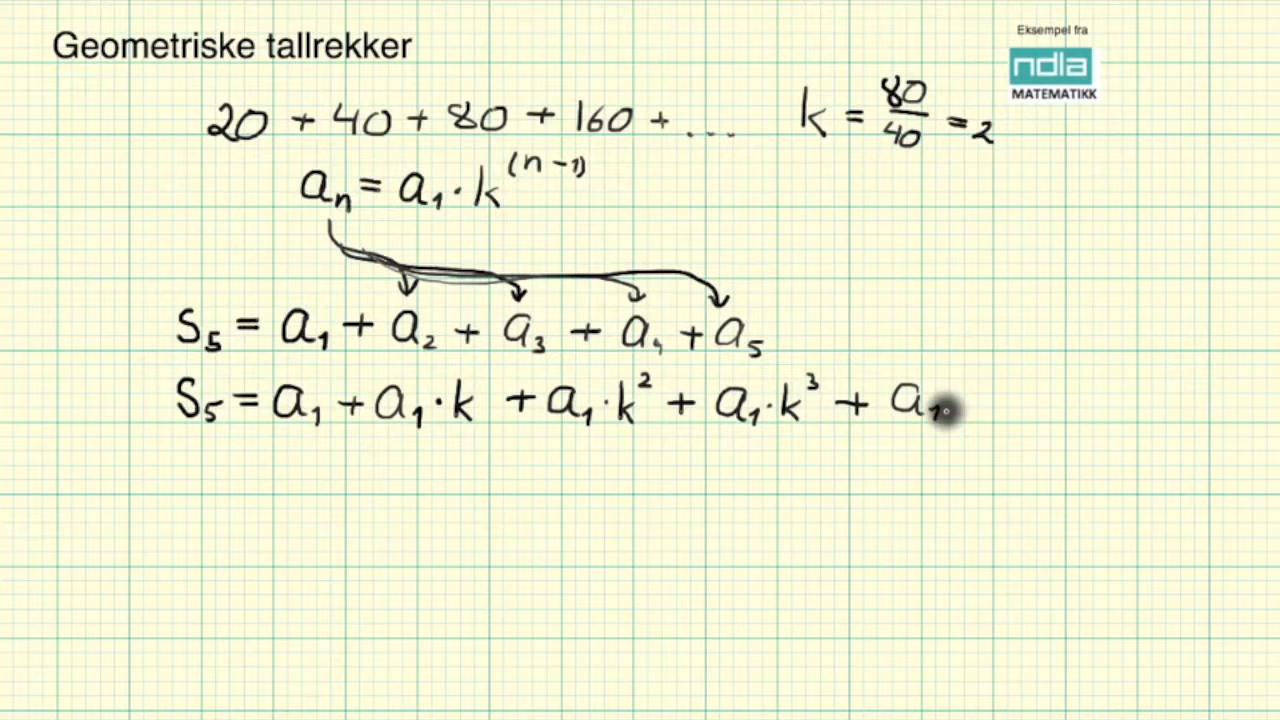 Geometriske tallrekker
Eksempel fra
ndla
MATEMATIKK
20 + 40 + 80 + 160 + ... k = 80/40 = 2
aₙ = a₁ · k⁽ⁿ⁻¹⁾
S₅ = a₁ + a₂ + a₃ + a₄ + a₅
S₅ = a₁ + a₁ · k + a₁ · k² + a₁ · k³ + a₁ ·